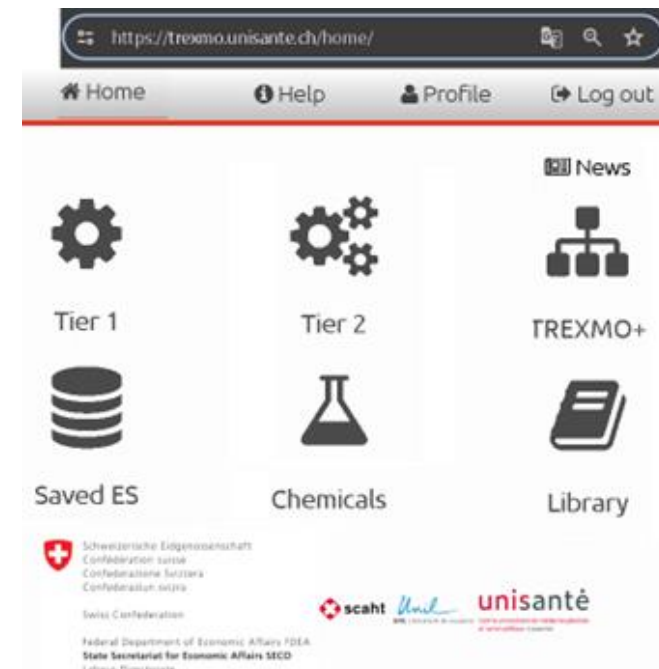 https://trexmo.unisante.ch/home/
Home Help Profile Log out
News
Tier 1 Tier 2 TREXMO+
Saved ES Chemicals Library
Schweizerische Eidgenossenschaft
Confédération suisse
Confederazione Svizzera
Confederaziun svizra
Swiss Confederation
Federal Department of Economic Affairs FDEA
State Secretariat for Economic Affairs SECO
scaht Unil unisanté